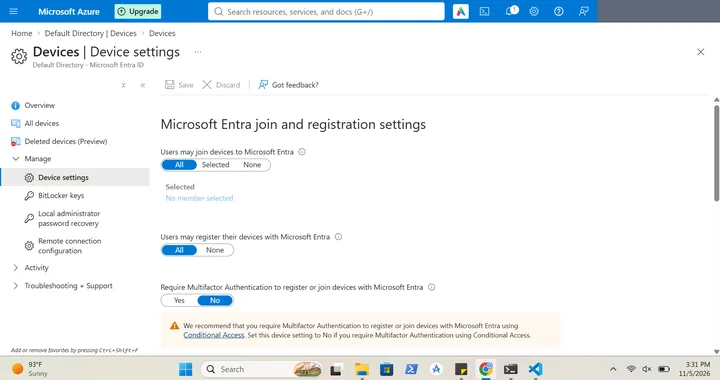 Microsoft Azure
Upgrade
Search resources, services, and docs (G+/)
1
Home > Default Directory | Devices > Devices
Devices | Device settings
Default Directory - Microsoft Entra ID
Save
Discard
Got feedback?
Overview
All devices
Deleted devices (Preview)
Manage
Device settings
BitLocker keys
Local administrator
password recovery
Remote connection
configuration
Activity
Troubleshooting + Support
Add or remove favorites by pressing Ctrl+Shift+F
Microsoft Entra join and registration settings
Users may join devices to Microsoft Entra
All Selected None
Selected
No member selected
Users may register their devices with Microsoft Entra
All None
Require Multifactor Authentication to register or join devices with Microsoft Entra
Yes No
We recommend that you require Multifactor Authentication to register or join devices with Microsoft Entra using
Conditional Access. Set this device setting to No if you require Multifactor Authentication using Conditional Access.
93°F
Sunny
Search
3:31 PM
11/5/2026